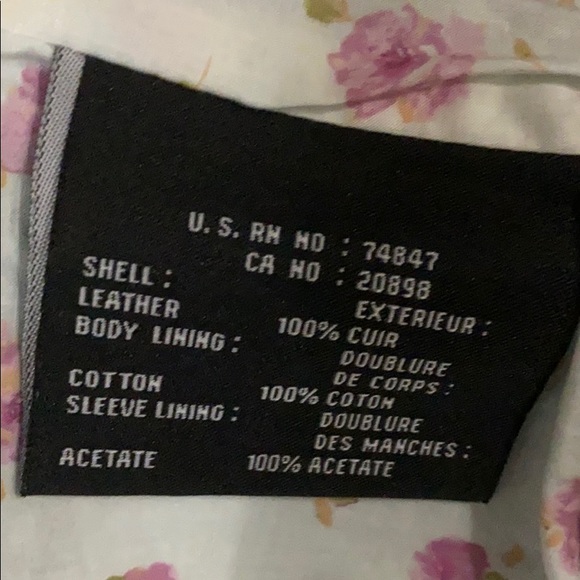 U.S. RN NO : 74847
CA NO : 20898
SHELL : EXTERIEUR :
LEATHER 100% CUIR
BODY LINING : DOUBLURE
DE CORPS :
COTTON 100% COTON
SLEEVE LINING : DOUBLURE
DES MANCHES :
ACETATE 100% ACETATE